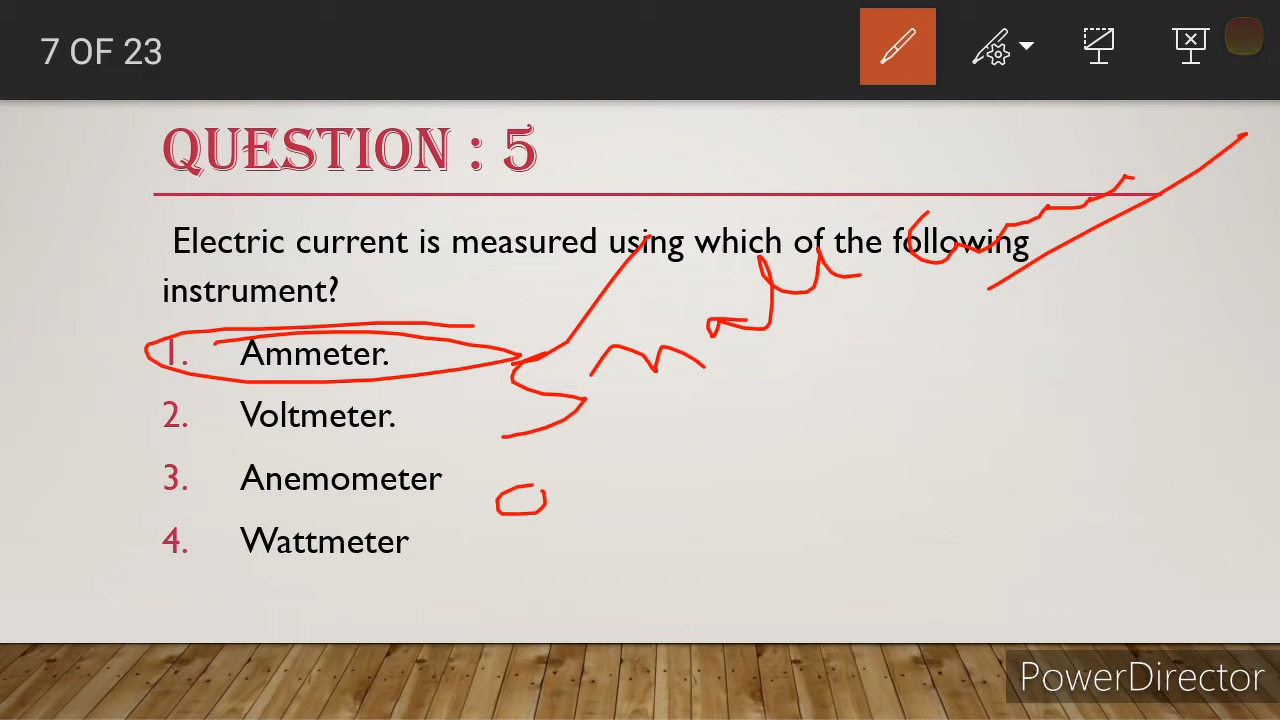 7 OF 23
QUESTION : 5
Electric current is measured using which of the following
instrument?
1. Ammeter.
2. Voltmeter.
3. Anemometer
4. Wattmeter
Small
PowerDirector